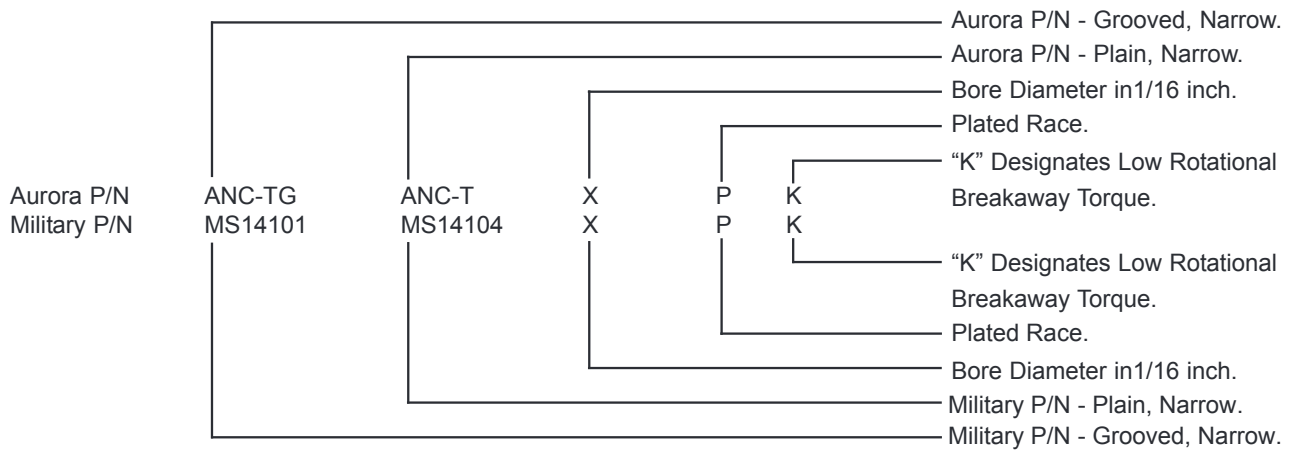 Aurora P/N - Grooved, Narrow.
Aurora P/N - Plain, Narrow.
Bore Diameter in1/16 inch.
Plated Race.
“K” Designates Low Rotational
Breakaway Torque.
Aurora P/N ANC-TG ANC-T X P K
Military P/N MS14101 MS14104 X P K
“K” Designates Low Rotational
Breakaway Torque.
Plated Race.
Bore Diameter in1/16 inch.
Military P/N - Plain, Narrow.
Military P/N - Grooved, Narrow.